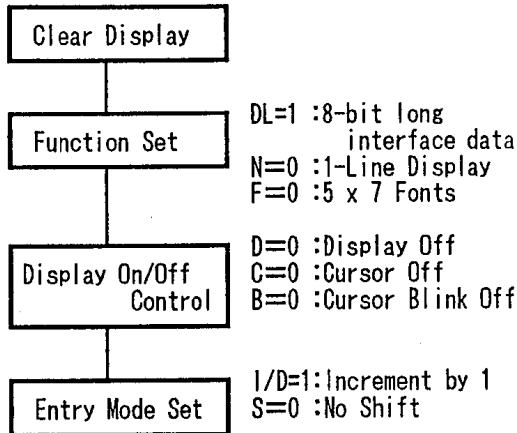 Clear Display
Function Set
DL=1 :8-bit long
interface data
N=0 :1-Line Display
F=0 :5 x 7 Fonts
Display On/Off
Control
D=0 :Display Off
C=0 :Cursor Off
B=0 :Cursor Blink Off
Entry Mode Set
I/D=1:Increment by 1
S=0 :No Shift